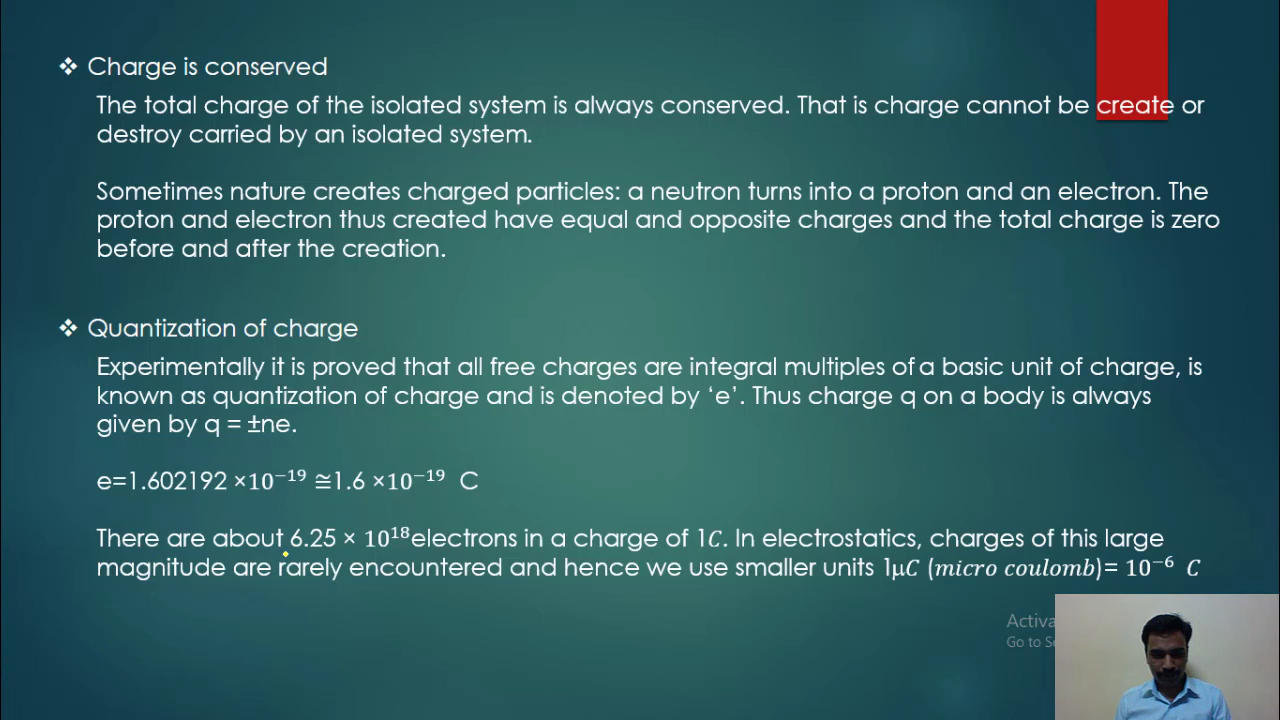 ❖ Charge is conserved
The total charge of the isolated system is always conserved. That is charge cannot be create or
destroy carried by an isolated system.
Sometimes nature creates charged particles: a neutron turns into a proton and an electron. The
proton and electron thus created have equal and opposite charges and the total charge is zero
before and after the creation.
❖ Quantization of charge
Experimentally it is proved that all free charges are integral multiples of a basic unit of charge, is
known as quantization of charge and is denoted by ‘e’. Thus charge q on a body is always
given by q = ±ne.
e=1.602192 ×10⁻¹⁹ ≅1.6 ×10⁻¹⁹ C
There are about 6.25 × 10¹⁸electrons in a charge of 1C. In electrostatics, charges of this large
magnitude are rarely encountered and hence we use smaller units 1µC (micro coulomb)= 10⁻⁶ C
Activa
Go to Se